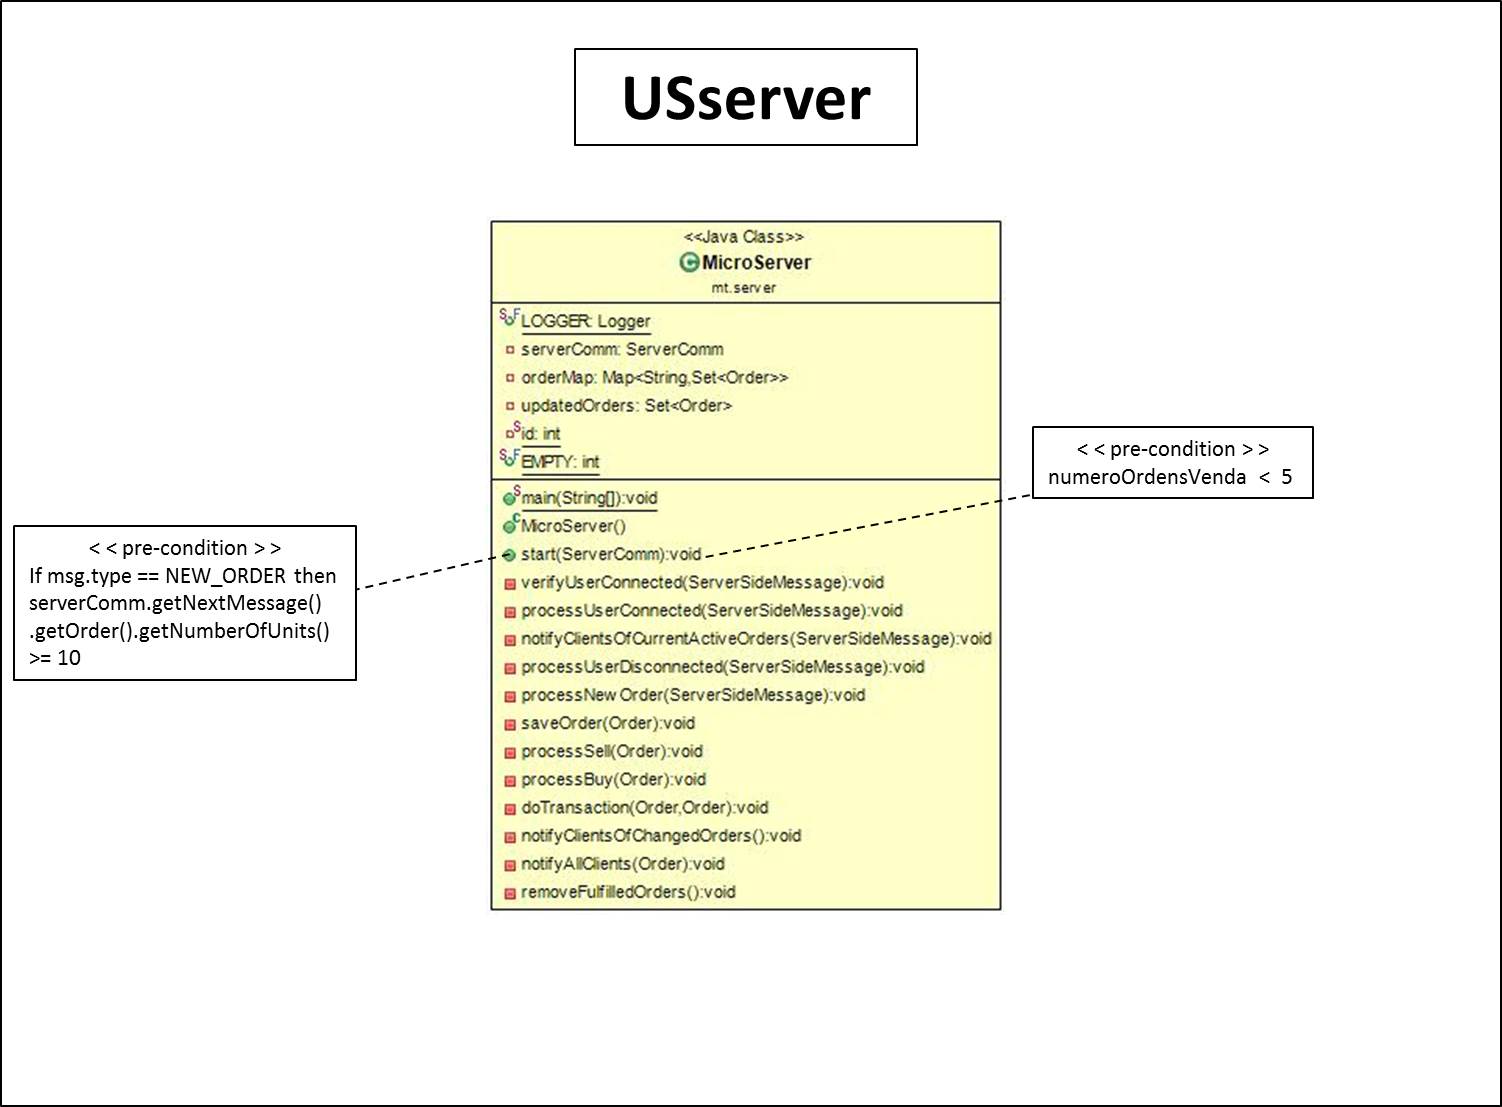 USserver
<<Java Class>>
MicroServer
mt.server
LOGGER: Logger
serverComm: ServerComm
orderMap: Map<String,Set<Order>>
updatedOrders: Set<Order>
id: int
EMPTY: int
main(String[]):void
MicroServer()
start(ServerComm):void
verifyUserConnected(ServerSideMessage):void
processUserConnected(ServerSideMessage):void
notifyClientsOfCurrentActiveOrders(ServerSideMessage):void
processUserDisconnected(ServerSideMessage):void
processNewOrder(ServerSideMessage):void
saveOrder(Order):void
processSell(Order):void
processBuy(Order):void
doTransaction(Order,Order):void
notifyClientsOfChangedOrders():void
notifyAllClients(Order):void
removeFulfilledOrders():void
< < pre-condition > >
numeroOrdensVenda < 5
< < pre-condition > >
If msg.type == NEW_ORDER then
serverComm.getNextMessage()
.getOrder().getNumberOfUnits()
>= 10